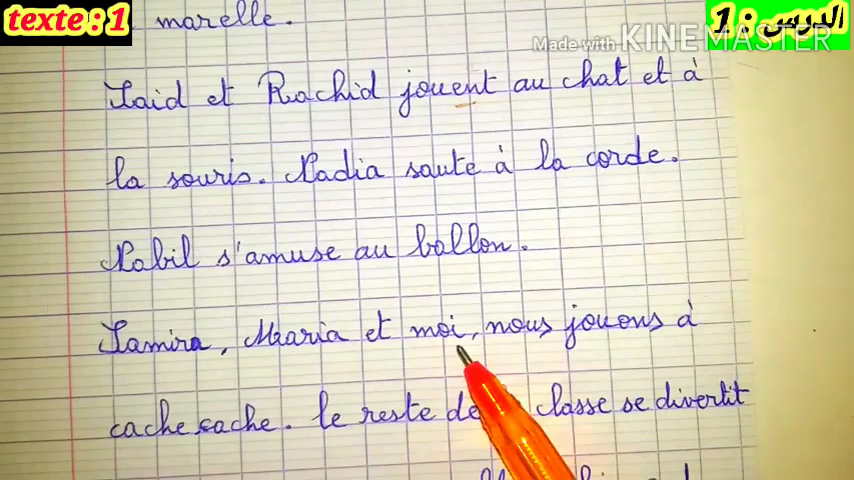 texte : 1
الدرس : 1
Made with KINEMASTER
marelle.
Saïd et Rachid jouent au chat et à
la souris. Nadia saute à la corde.
Nabil s'amuse au ballon.
Samira, Maria et moi, nous jouons à
cache cache. le reste de classe se divertit